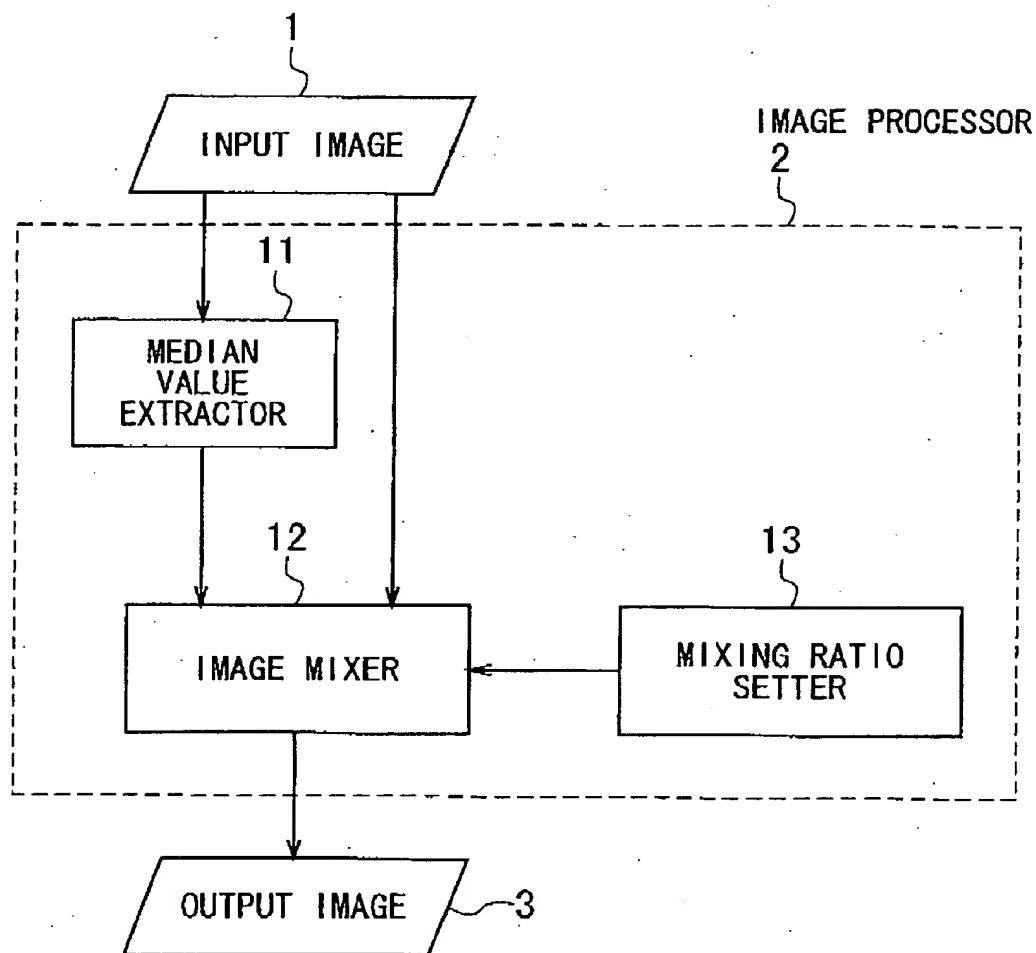 1
INPUT IMAGE
IMAGE PROCESSOR
2
11
MEDIAN
VALUE
EXTRACTOR
12
13
IMAGE MIXER
MIXING RATIO
SETTER
OUTPUT IMAGE
3